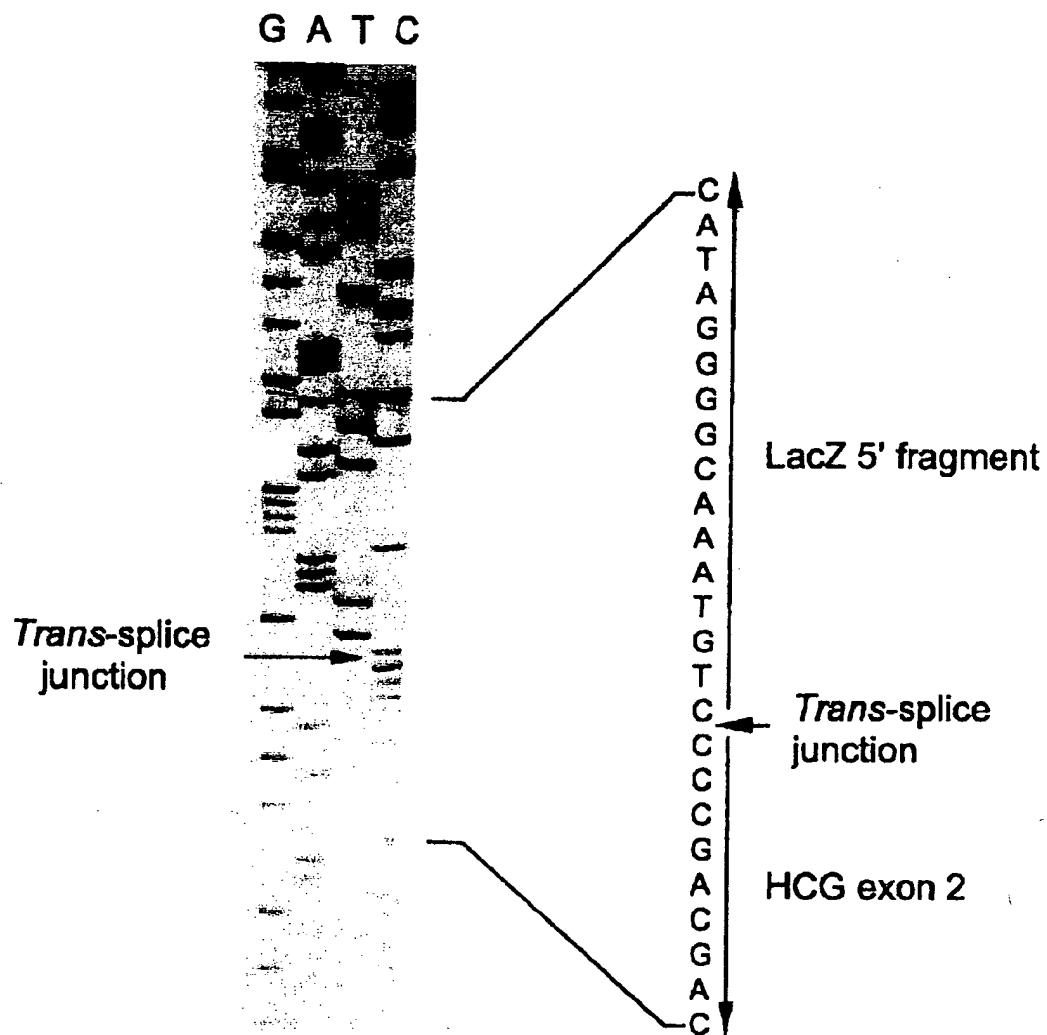 G A T C
C
A
T
A
G
G
G
G
C
A
A
A
T
G
T
C
C
C
C
G
A
C
G
A
C
LacZ 5' fragment
Trans-splice
junction
Trans-splice
junction
HCG exon 2